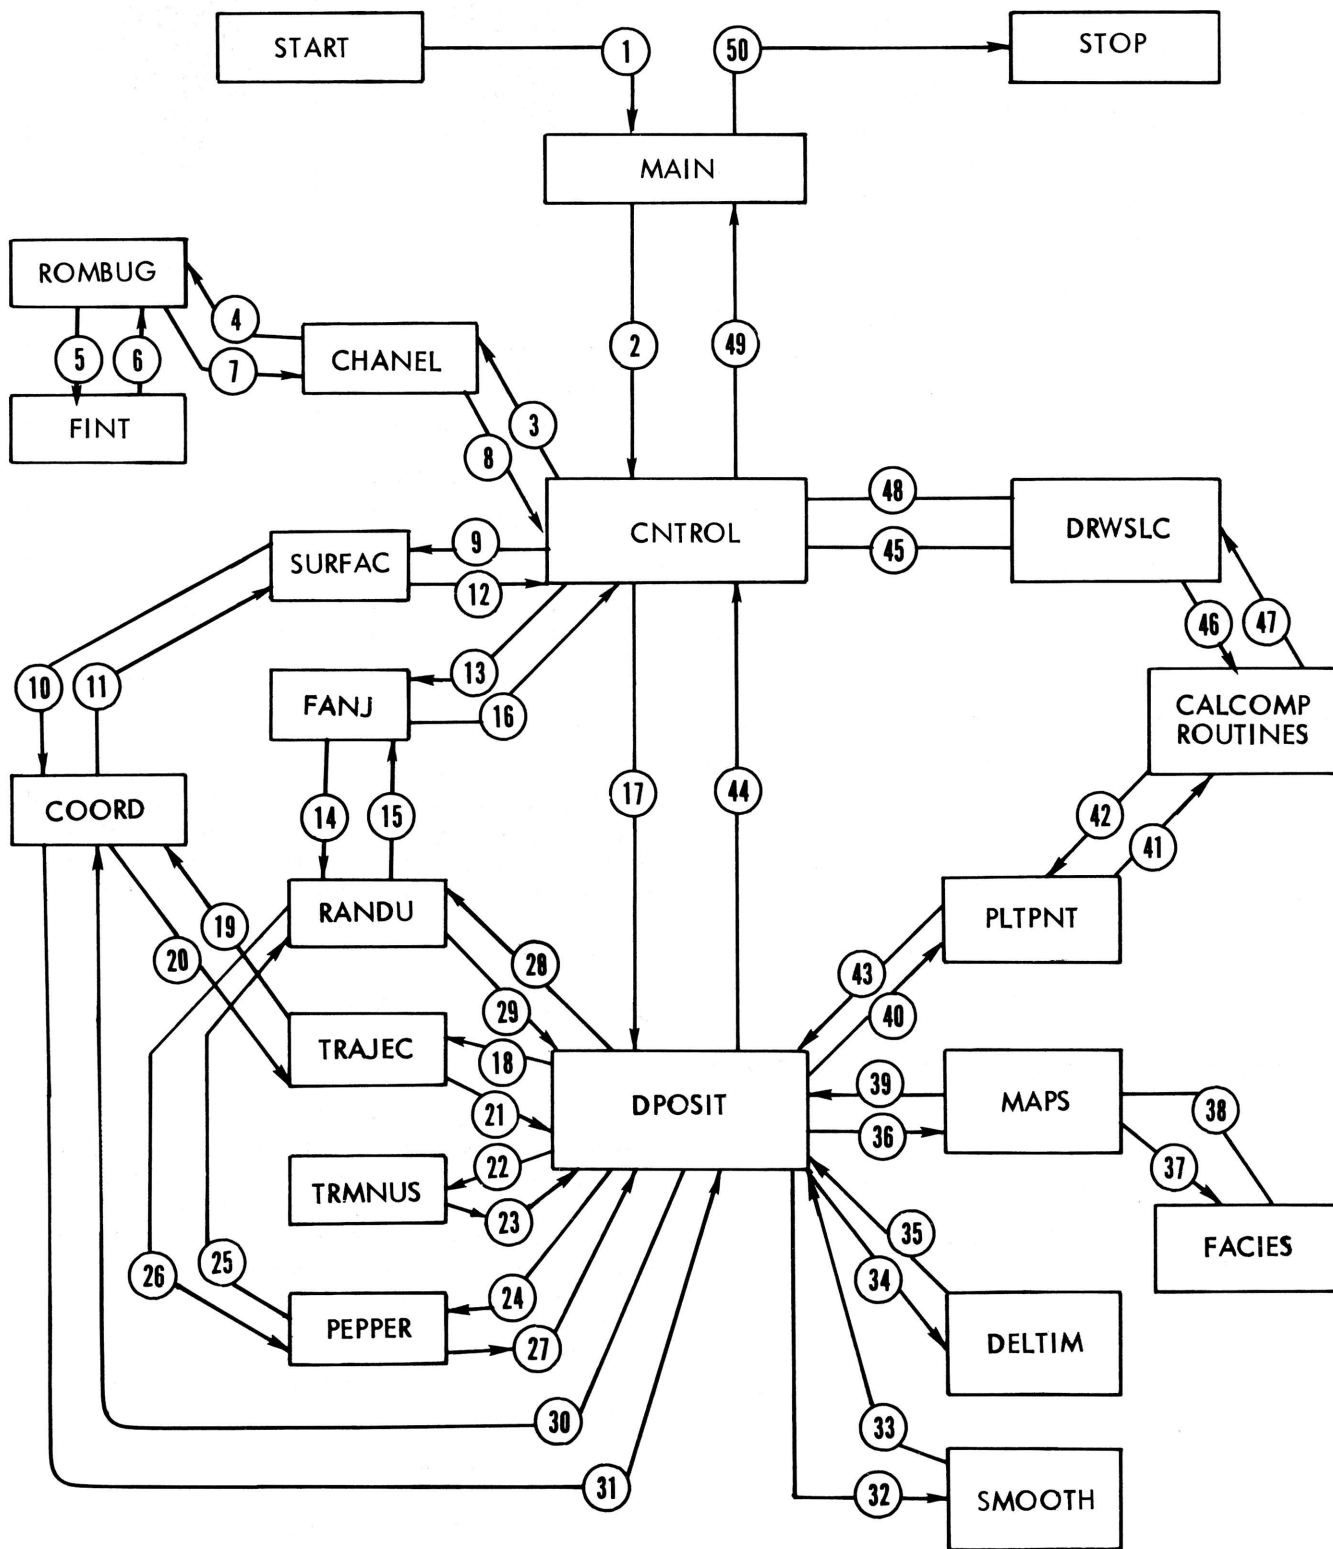 START
1
50
STOP
MAIN
ROMBUG
4
CHANEL
5
6
7
2
49
FINT
3
8
CNTROL
48
45
DRWSLC
SURFAC
9
12
46
47
10
11
13
FANJ
16
CALCOMP
ROUTINES
COORD
14
15
17
44
42
41
RANDU
PLTPNT
19
20
28
29
43
40
TRAJEC
18
21
DPOSIT
39
36
MAPS
38
37
TRMNUS
22
23
FACIES
26
25
24
35
34
PEPPER
27
DELTIM
30
33
31
32
SMOOTH